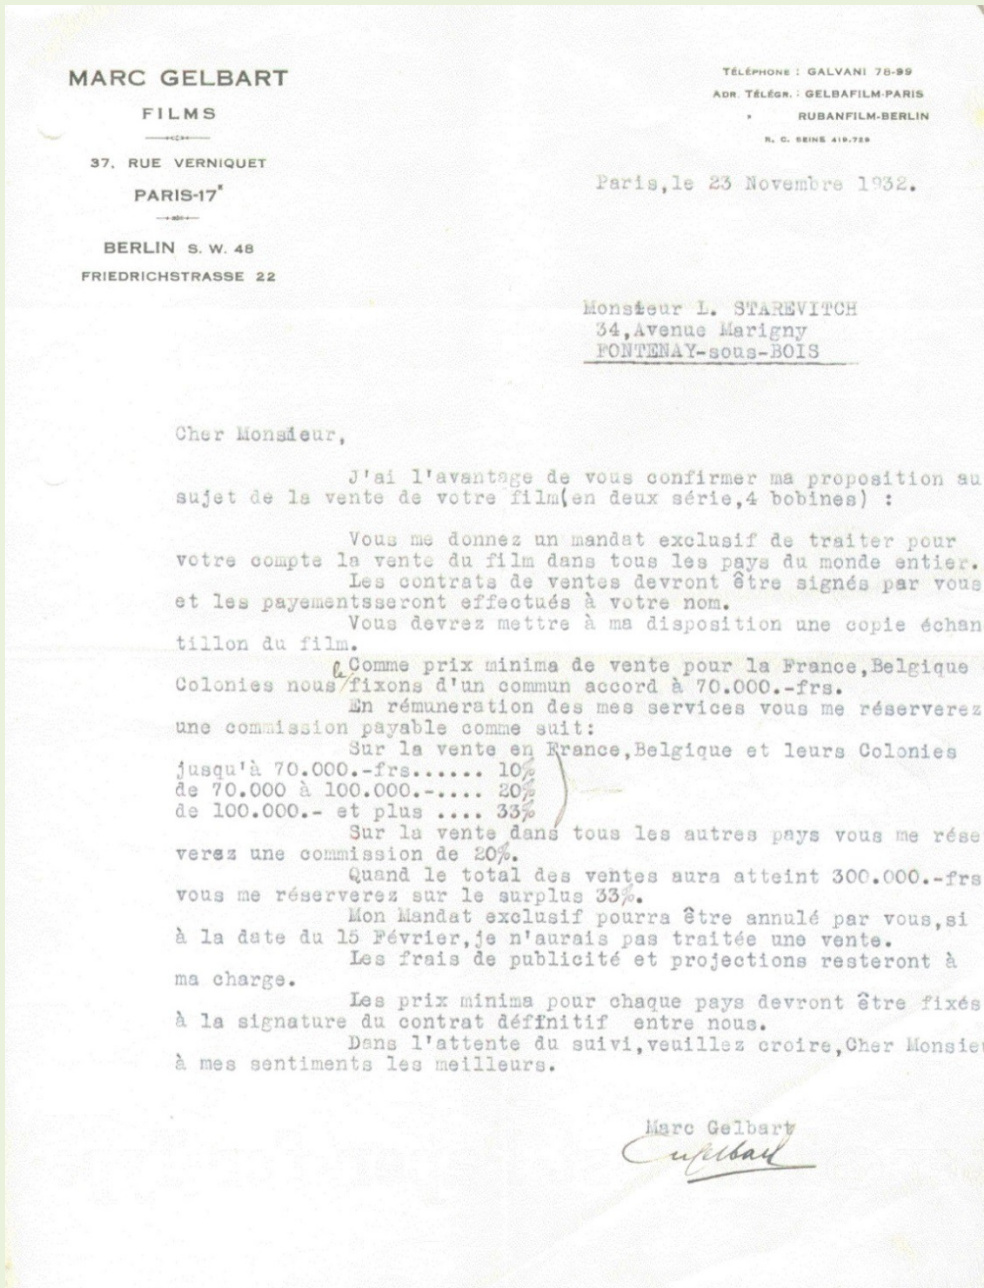 MARC GELBART
FILMS
37, RUE VERNIQUET
PARIS-17ᴱ
BERLIN S. W. 48
FRIEDRICHSTRASSE 22
TÉLÉPHONE : GALVANI 78-99
ADR. TÉLÉGR. : GELBAFILM-PARIS
" RUBANFILM-BERLIN
R. C. SEINE 419.729
Paris,le 23 Novembre 1932.
Monsieur L. STAREVITCH
34,Avenue Marigny
FONTENAY-sous-BOIS
Cher Monsieur,
J'ai l'avantage de vous confirmer ma proposition au
sujet de la vente de votre film(en deux série,4 bobines) :
Vous me donnez un mandat exclusif de traiter pour
votre compte la vente du film dans tous les pays du monde entier.
Les contrats de ventes devront être signés par vous
et les payementsseront effectués à votre nom.
Vous devrez mettre à ma disposition une copie échan
tillon du film.
Comme prix minima de vente pour la France,Belgique
Colonies nous le fixons d'un commun accord à 70.000.-frs.
En rémuneration des mes services vous me réserverez
une commission payable comme suit:
Sur la vente en France,Belgique et leurs Colonies
jusqu'à 70.000.-frs...... 10%
de 70.000 à 100.000.-.... 20%
de 100.000.- et plus .... 33%
Sur la vente dans tous les autres pays vous me rése
verez une commission de 20%.
Quand le total des ventes aura atteint 300.000.-frs
vous me réserverez sur le surplus 33%.
Mon Mandat exclusif pourra être annulé par vous,si
à la date du 15 Février,je n'aurais pas traitée une vente.
Les frais de publicité et projections resteront à
ma charge.
Les prix minima pour chaque pays devront être fixés
à la signature du contrat déffnitif entre nous.
Dans l'attente du suivi,veuillez croire,Cher Monsieu
à mes sentiments les meilleurs.
Marc Gelbart
MGelbart